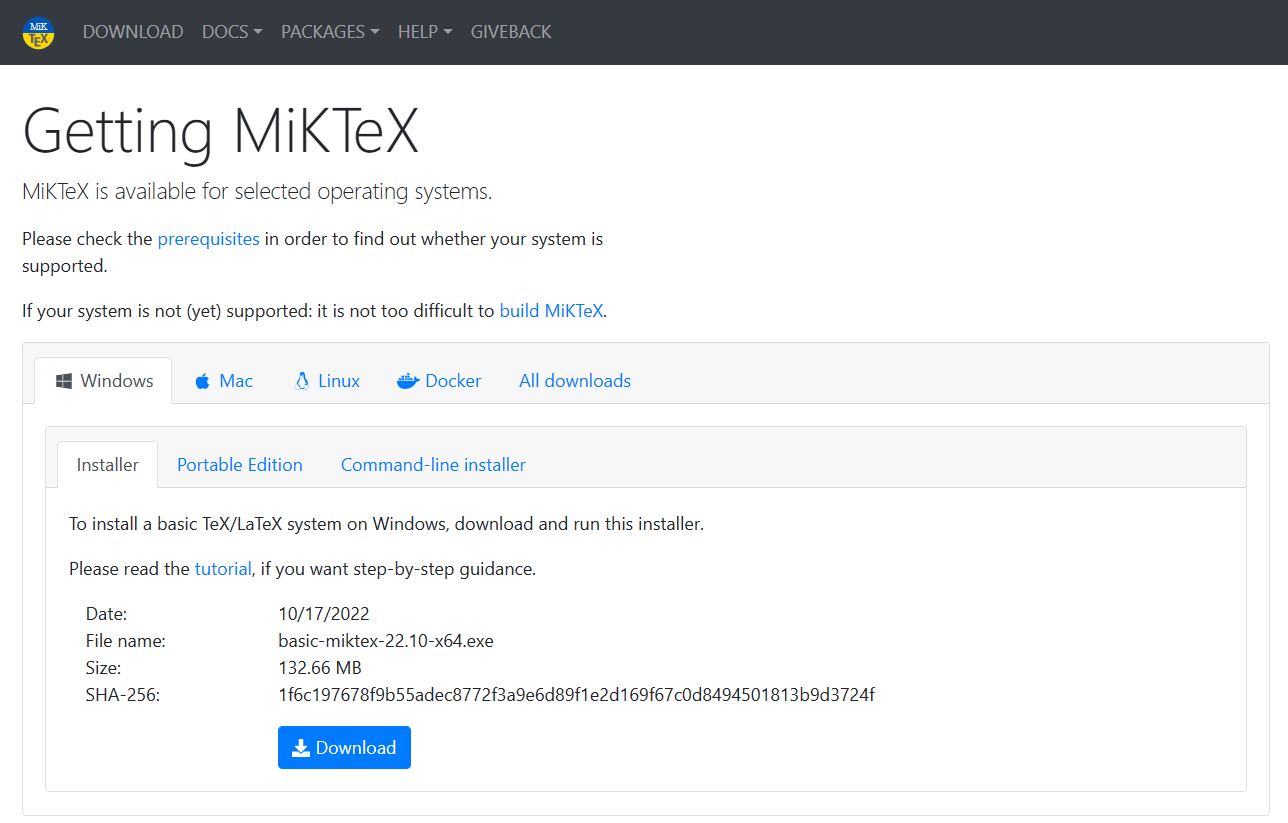 MiK
TEX
DOWNLOAD DOCS PACKAGES HELP GIVEBACK
Getting MiKTeX
MiKTeX is available for selected operating systems.
Please check the prerequisites in order to find out whether your system is
supported.
If your system is not (yet) supported: it is not too difficult to build MiKTeX.
Windows Mac Linux Docker All downloads
Installer Portable Edition Command-line installer
To install a basic TeX/LaTeX system on Windows, download and run this installer.
Please read the tutorial, if you want step-by-step guidance.
Date: 10/17/2022
File name: basic-miktex-22.10-x64.exe
Size: 132.66 MB
SHA-256: 1f6c197678f9b55adec8772f3a9e6d89f1e2d169f67c0d8494501813b9d3724f
Download